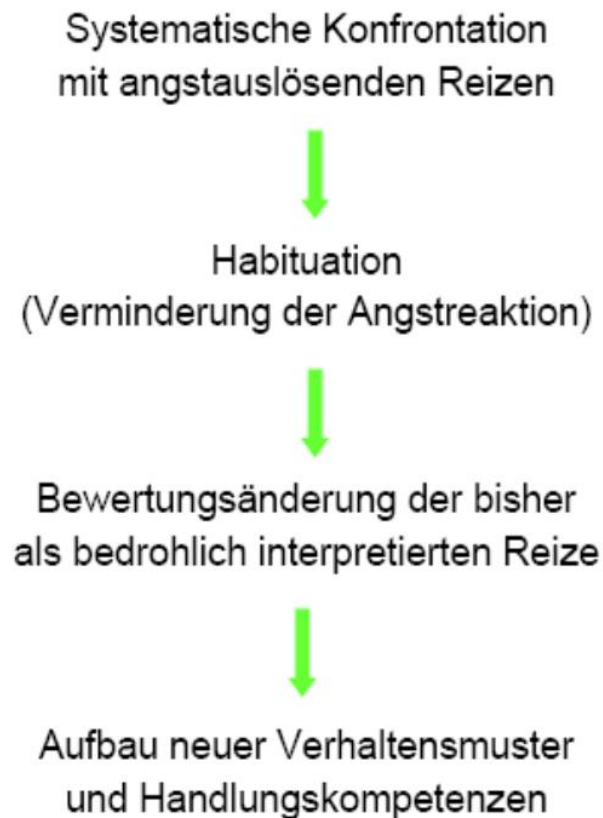 Systematische Konfrontation
mit angstauslösenden Reizen
Habituation
(Verminderung der Angstreaktion)
Bewertungsänderung der bisher
als bedrohlich interpretierten Reize
Aufbau neuer Verhaltensmuster
und Handlungskompetenzen